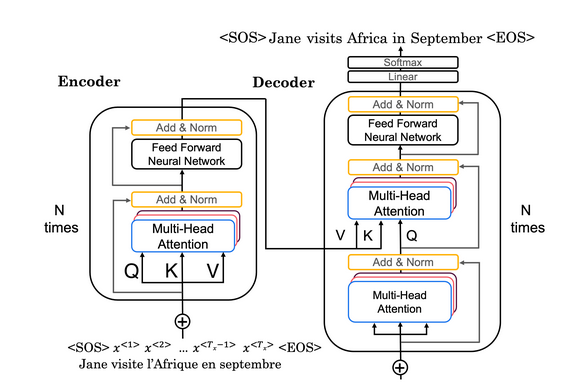 <SOS> Jane visits Africa in September <EOS>
Softmax
Linear
Encoder
Decoder
Add & Norm
Feed Forward
Neural Network
Add & Norm
Multi-Head
Attention
Q K V
N
times
<SOS> x<1> x<2> ... x<Tₓ−1> x<Tₓ> <EOS>
Jane visite l'Afrique en septembre
Add & Norm
Feed Forward
Neural Network
Add & Norm
Multi-Head
Attention
V K Q
Add & Norm
Multi-Head
Attention
N
times